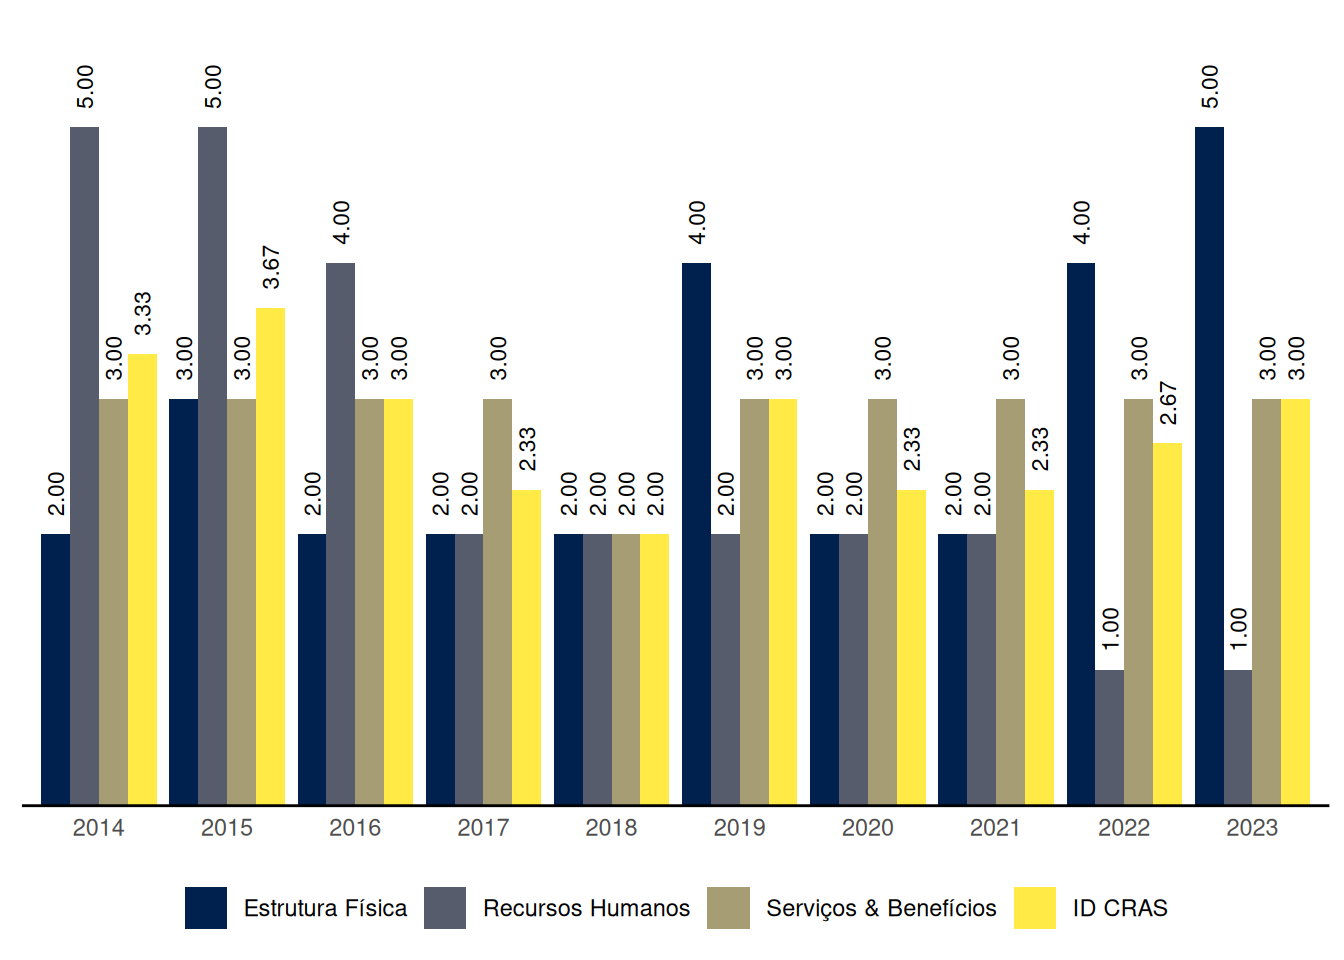 2.00 5.00 3.00 3.33
3.00 5.00 3.00 3.67
2.00 4.00 3.00 3.00
2.00 2.00 3.00 2.33
2.00 2.00 2.00 2.00
4.00 2.00 3.00 3.00
2.00 2.00 3.00 2.33
2.00 2.00 3.00 2.33
4.00 1.00 3.00 2.67
5.00 1.00 3.00 3.00
2014 2015 2016 2017 2018 2019 2020 2021 2022 2023
Estrutura Física Recursos Humanos Serviços & Benefícios ID CRAS